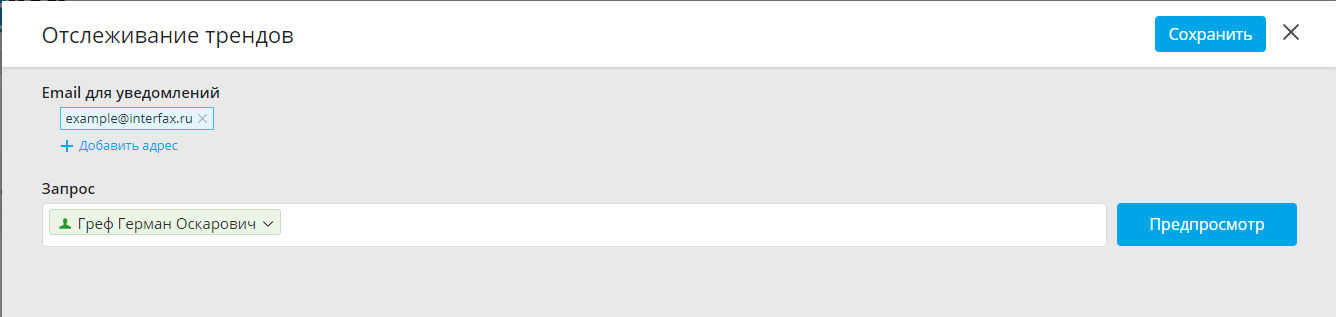 Отслеживание трендов
Сохранить
Email для уведомлений
example@interfax.ru
Добавить адрес
Запрос
Греф Герман Оскарович
Предпросмотр